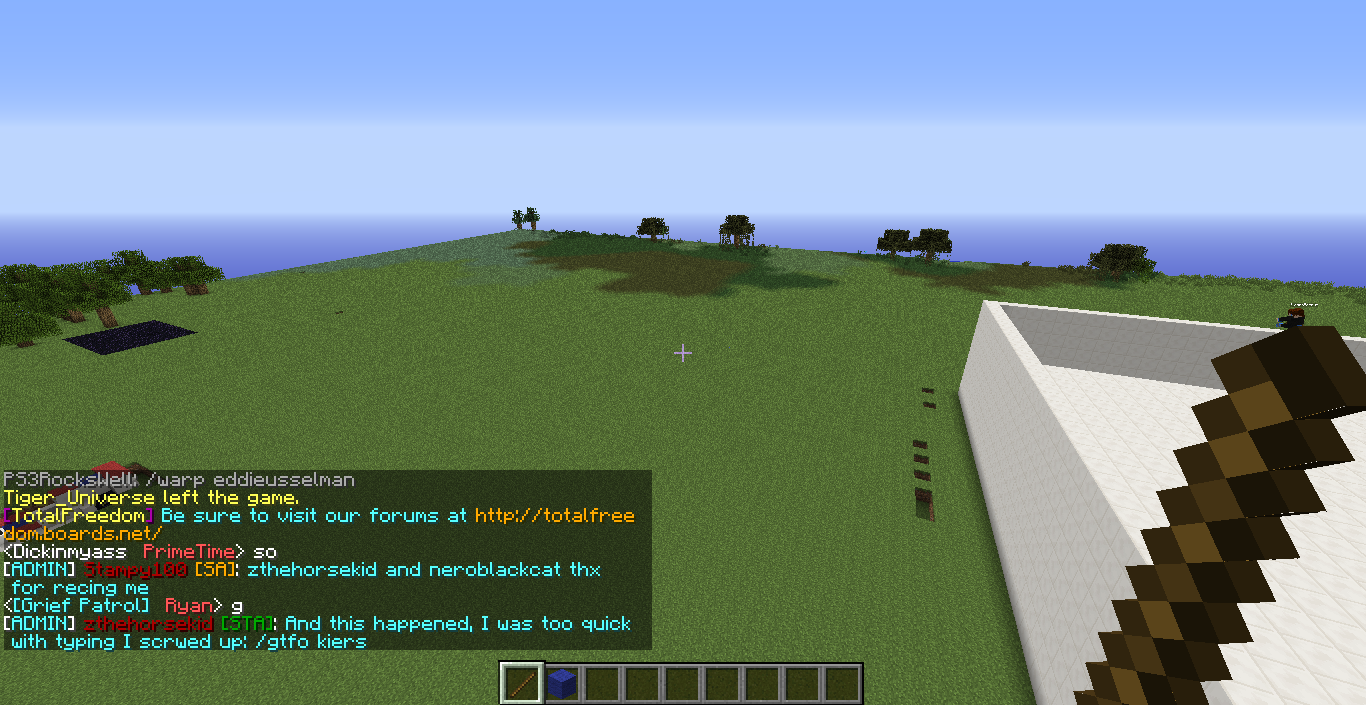 PS3RocksWell: /warp eddieusselman
Tiger_Universe left the game.
[TotalFreedom] Be sure to visit our forums at http://totalfree
dom.boards.net/
<Dickinmyass PrimeTime> so
[ADMIN] Stampy100 [SA]: zthehorsekid and neroblackcat thx
for recing me
<[Grief Patrol] Ryan> g
[ADMIN] zthehorsekid [STA]: And this happened, I was too quick
with typing I scrwed up: /gtfo kiers